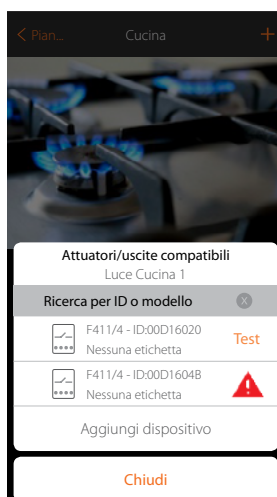 Pian... Cucina
Attuatori/uscite compatibili
Luce Cucina 1
Ricerca per ID o modello
F411/4 - ID:00D16020
Nessuna etichetta
Test
F411/4 - ID:00D1604B
Nessuna etichetta
Aggiungi dispositivo
Chiudi